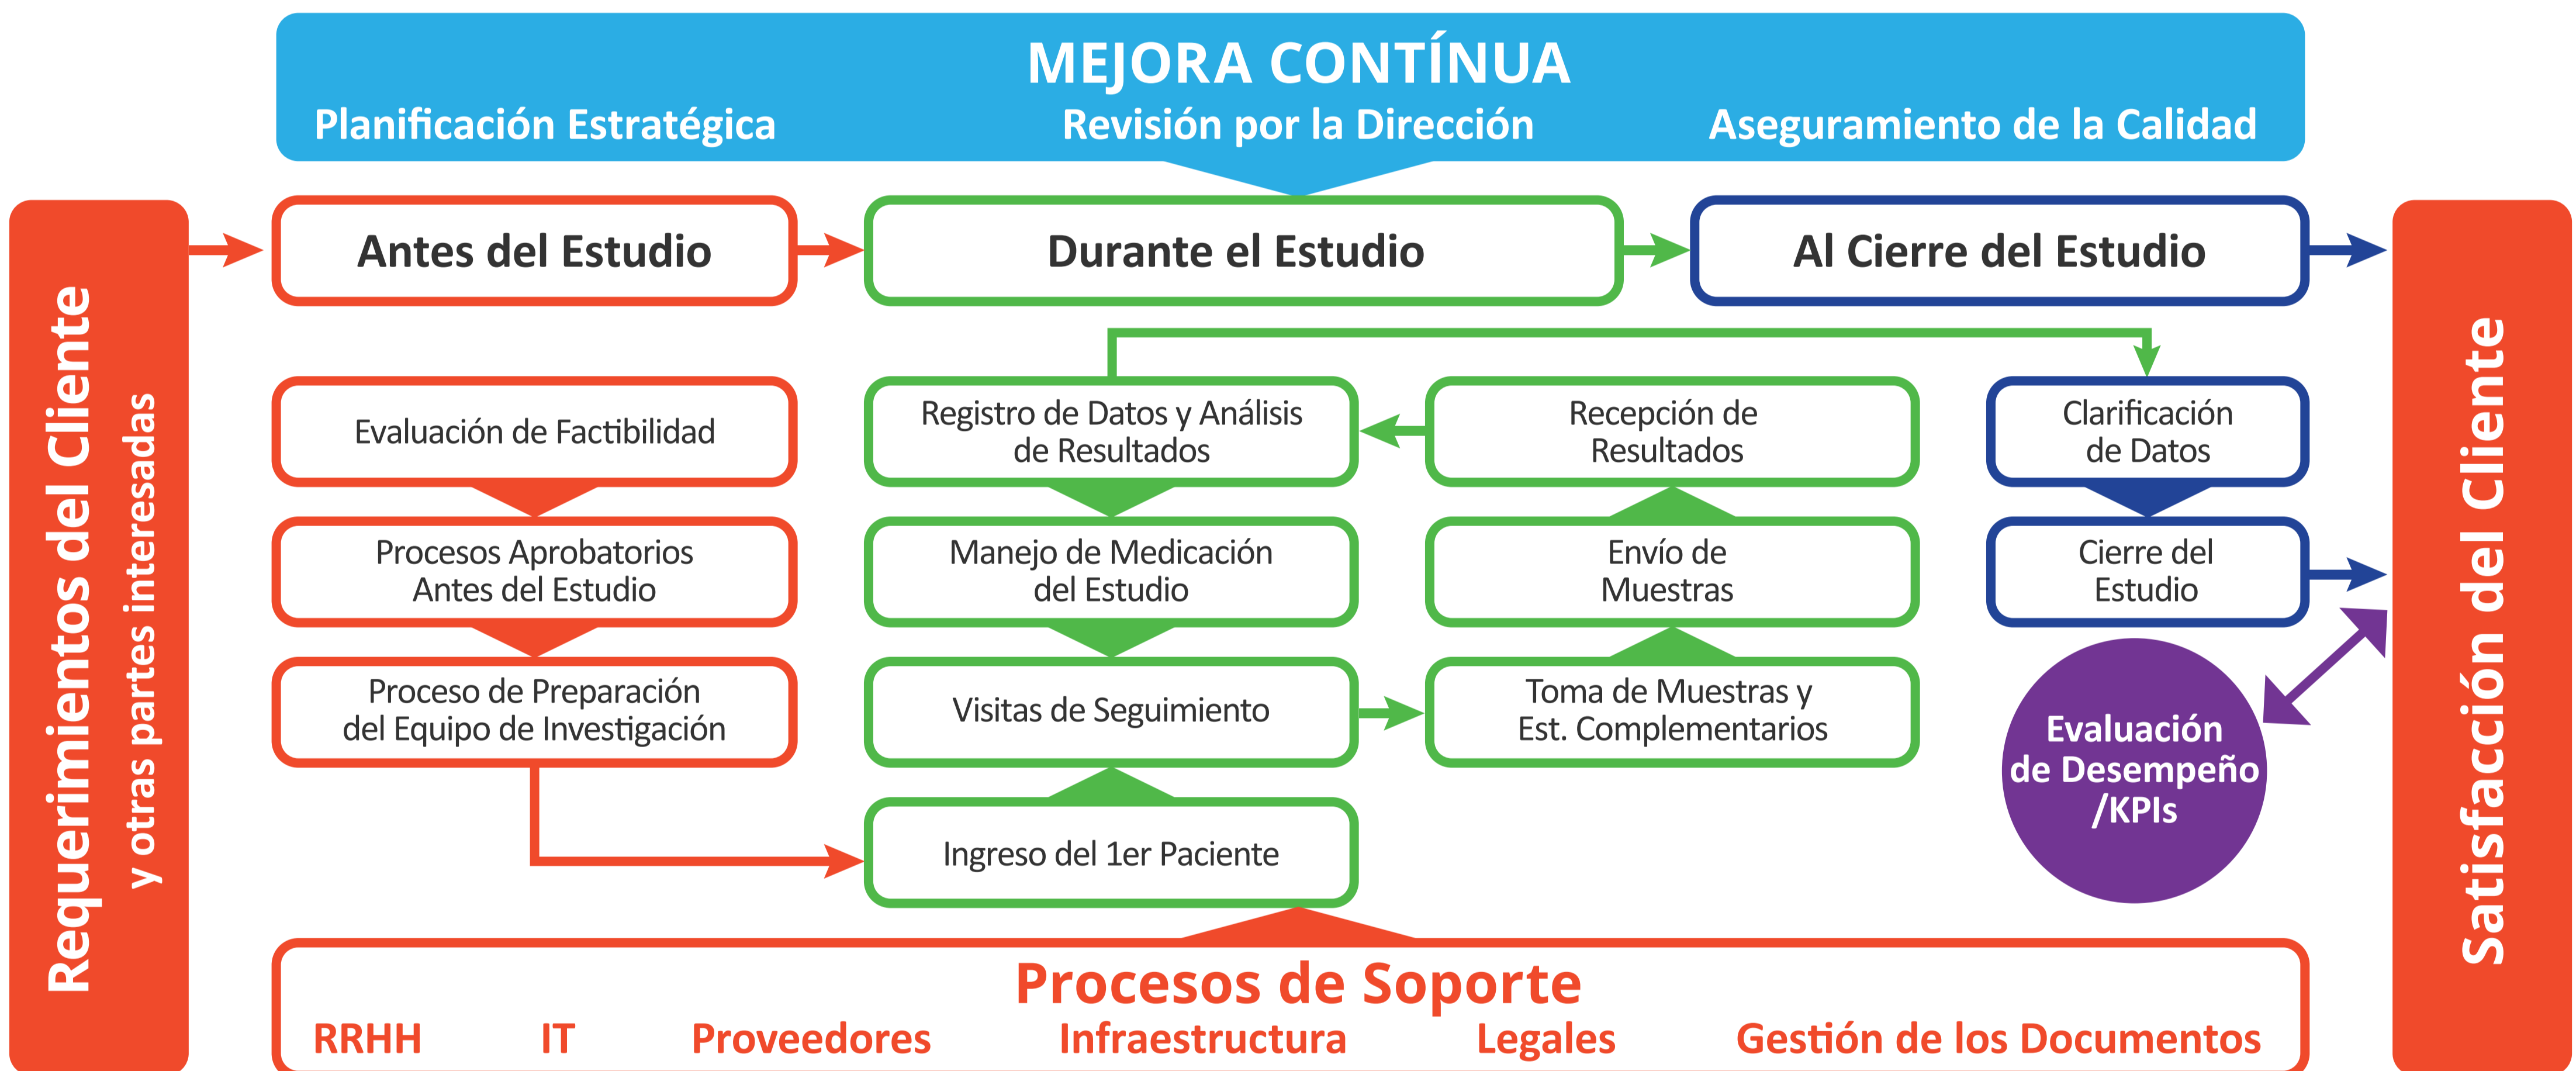 MEJORA CONTÍNUA
Planificación Estratégica
Revisión por la Dirección
Aseguramiento de la Calidad
Requerimientos del Cliente
y otras partes interesadas
Antes del Estudio
Durante el Estudio
Al Cierre del Estudio
Evaluación de Factibilidad
Procesos Aprobatorios
Antes del Estudio
Proceso de Preparación
del Equipo de Investigación
Registro de Datos y Análisis
de Resultados
Manejo de Medicación
del Estudio
Visitas de Seguimiento
Ingreso del 1er Paciente
Recepción de
Resultados
Envío de
Muestras
Toma de Muestras y
Est. Complementarios
Clarificación
de Datos
Cierre del
Estudio
Evaluación
de Desempeño
/KPIs
Satisfacción del Cliente
Procesos de Soporte
RRHH
IT
Proveedores
Infraestructura
Legales
Gestión de los Documentos